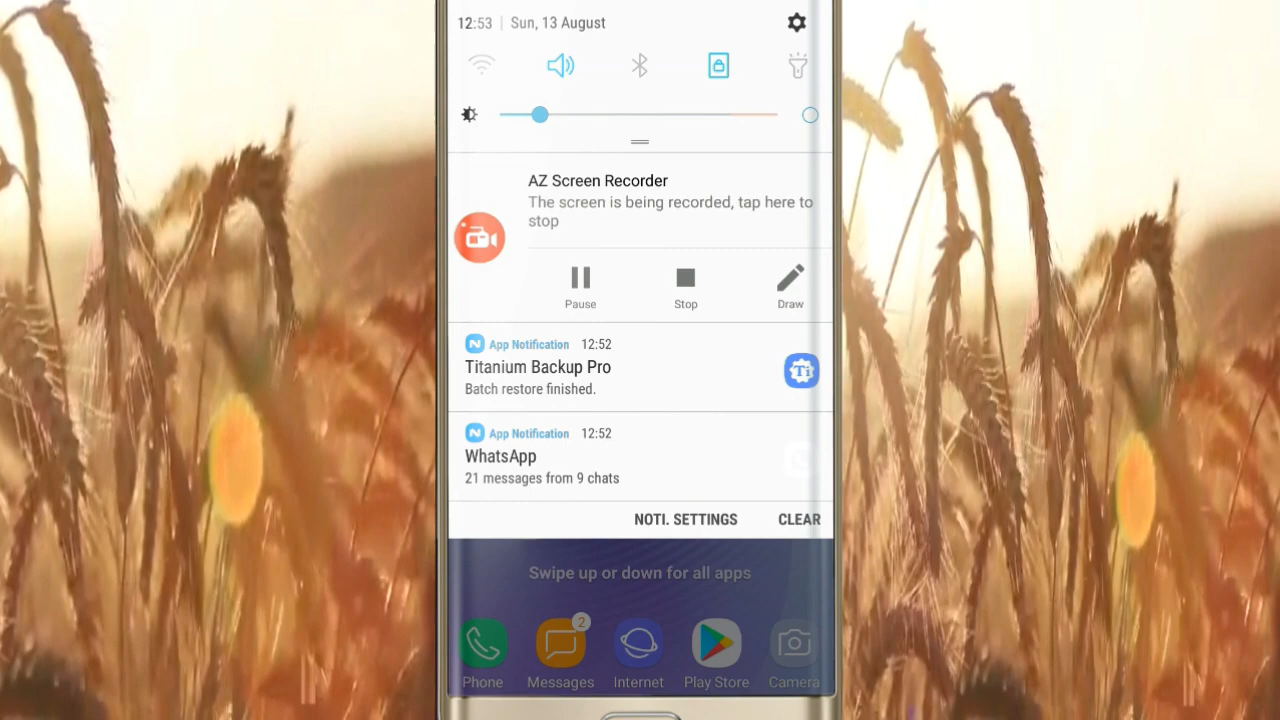 12:53 | Sun, 13 August
AZ Screen Recorder
The screen is being recorded, tap here to
stop
Pause Stop Draw
App Notification 12:52
Titanium Backup Pro
Ti
Batch restore finished.
App Notification 12:52
WhatsApp
21 messages from 9 chats
NOTI. SETTINGS CLEAR
Swipe up or down for all apps
2
Phone Messages Internet Play Store Camera